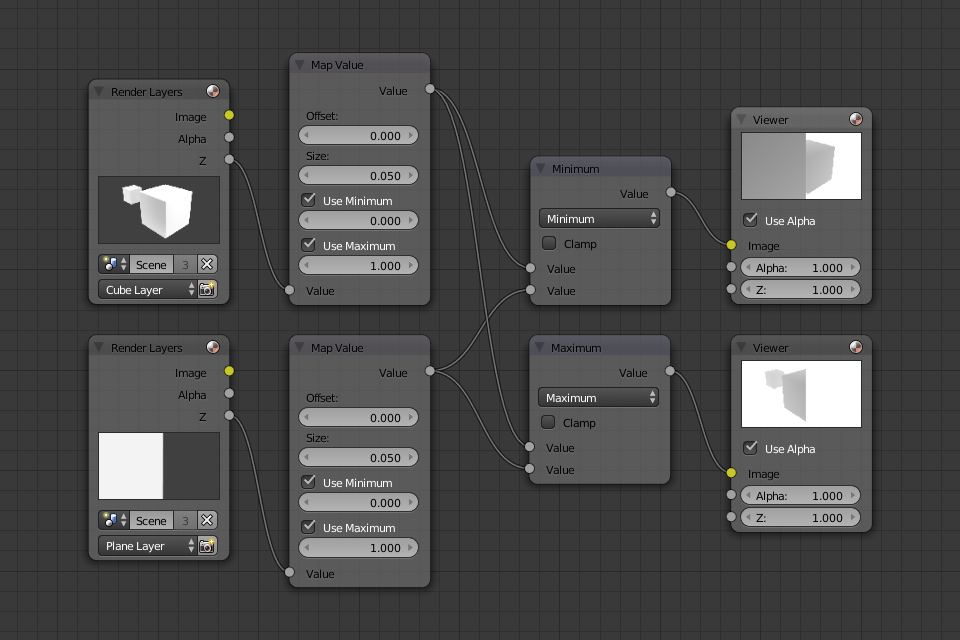 Render Layers
Image
Alpha
Z
Scene 3
Cube Layer
Map Value
Value
Offset:
0.000
Size:
0.050
Use Minimum
0.000
Use Maximum
1.000
Value
Minimum
Value
Minimum
Clamp
Value
Value
Viewer
Use Alpha
Image
Alpha: 1.000
Z: 1.000
Render Layers
Image
Alpha
Z
Scene 3
Plane Layer
Map Value
Value
Offset:
0.000
Size:
0.050
Use Minimum
0.000
Use Maximum
1.000
Value
Maximum
Value
Maximum
Clamp
Value
Value
Viewer
Use Alpha
Image
Alpha: 1.000
Z: 1.000